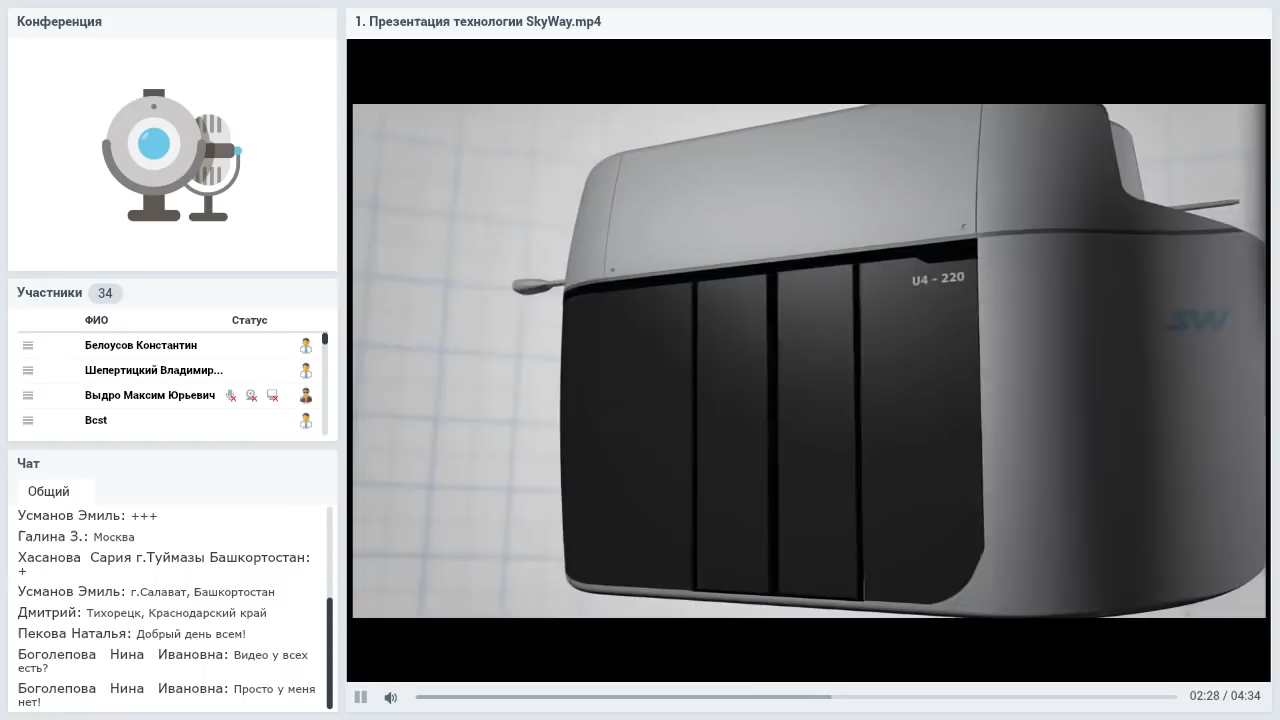 Конференция
1. Презентация технологии SkyWay.mp4
Участники 34
ФИО Статус
Белоусов Константин
Шепертицкий Владимир...
Выдро Максим Юрьевич
Bcst
Чат
Общий
Усманов Эмиль: +++
Галина З.: Москва
Хасанова Сария г.Туймазы Башкортостан:
+
Усманов Эмиль: г.Салават, Башкортостан
Дмитрий: Тихорецк, Краснодарский край
Пекова Наталья: Добрый день всем!
Боголепова Нина Ивановна: Видео у всех
есть?
Боголепова Нина Ивановна: Просто у меня
нет!
U4 - 220
SW
02:28 / 04:34